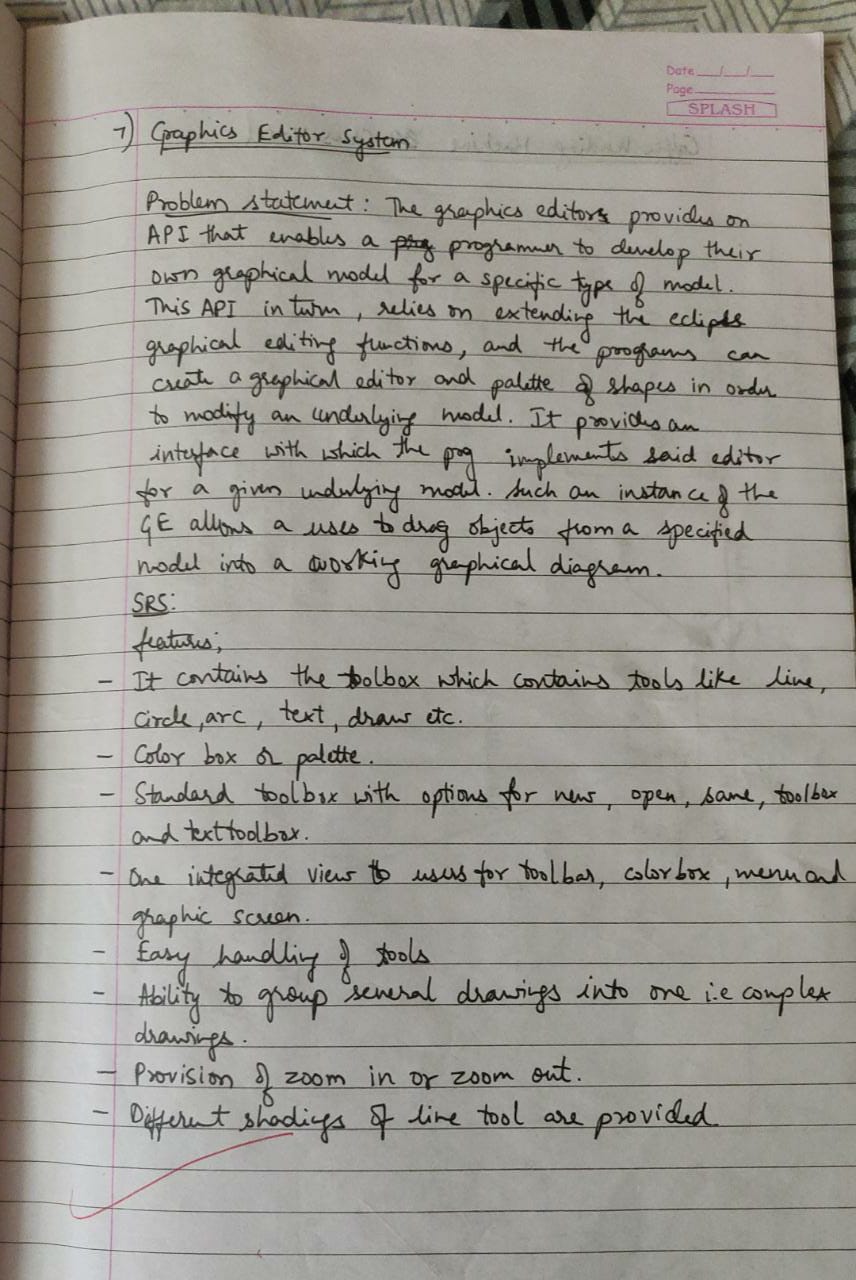 Date __/__/__
Page
SPLASH
7) Graphics Editor System
Problem statement : The graphics editors provides on
API that enables a prog programmer to develop their
own graphical model for a specific type of model.
This API in turn, relies on extending the eclipse
graphical editing functions, and the programs can
create a graphical editor and palette of shapes in order
to modify an underlying model. It provides an
interface with which the prog implements said editor
for a given underlying model. Such an instance of the
GE allows a uses to drag objects from a specified
model into a working graphical diagram.
SRS:
features;
- It contains the toolbox which contains tools like line,
circle, arc, text, draw etc.
- Color box or palette.
- Standard toolbox with options for new, open, save, toolbox
and text toolbox.
- One integrated view to users for toolbar, color box, menu and
graphic screen.
- Easy handling of tools
- Ability to group several drawings into one i.e complex
drawings.
- Provision of zoom in or zoom out.
- Different shadings of line tool are provided